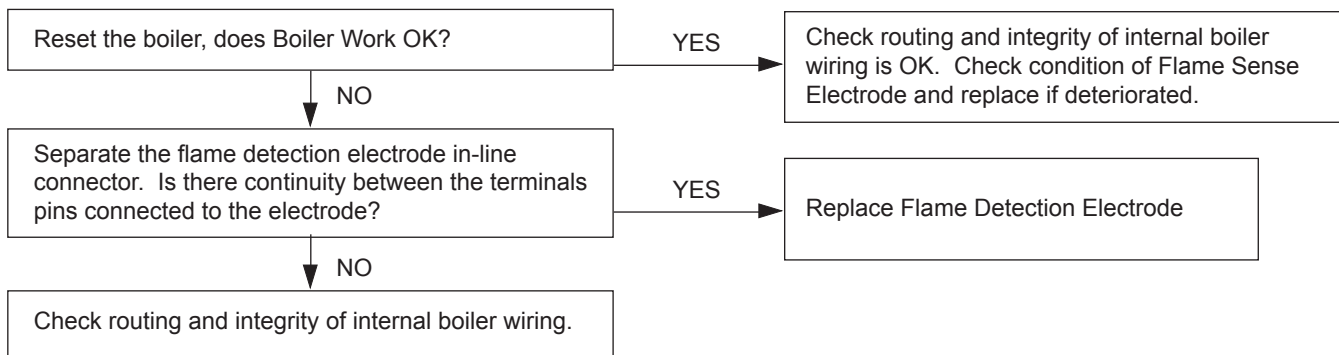 Reset the boiler, does Boiler Work OK?
YES
Check routing and integrity of internal boiler
wiring is OK.  Check condition of Flame Sense
Electrode and replace if deteriorated.
NO
Separate the flame detection electrode in-line
connector.  Is there continuity between the terminals
pins connected to the electrode?
YES
Replace Flame Detection Electrode
NO
Check routing and integrity of internal boiler wiring.